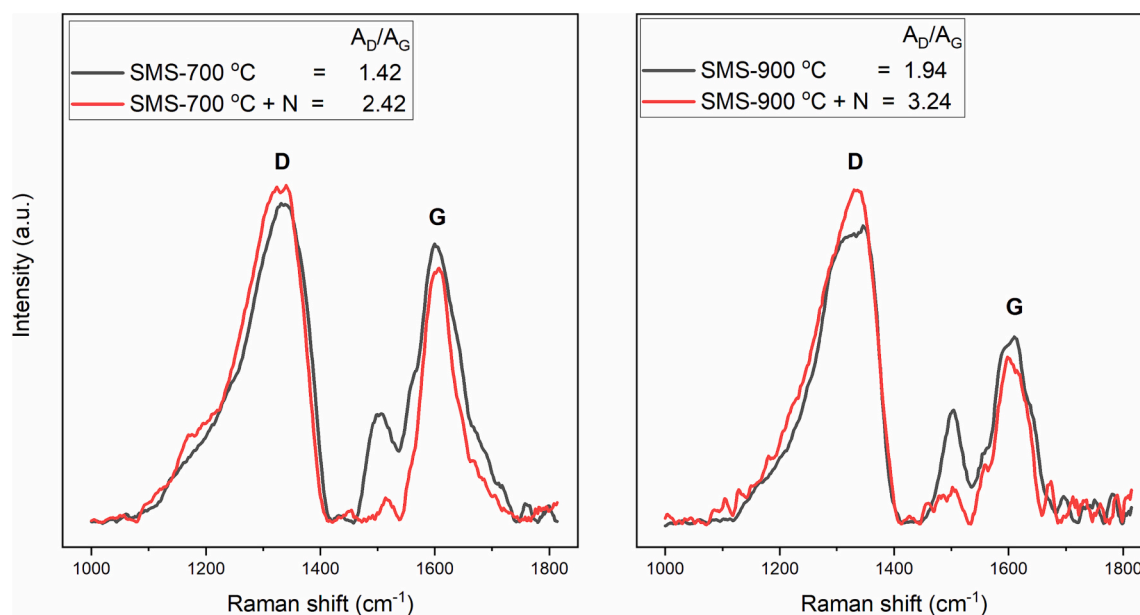 A_D/A_G
SMS-700 °C = 1.42
SMS-700 °C + N = 2.42
D
G
Intensity (a.u.)
1000 1200 1400 1600 1800
Raman shift (cm⁻¹)
A_D/A_G
SMS-900 °C = 1.94
SMS-900 °C + N = 3.24
D
G
1000 1200 1400 1600 1800
Raman shift (cm⁻¹)